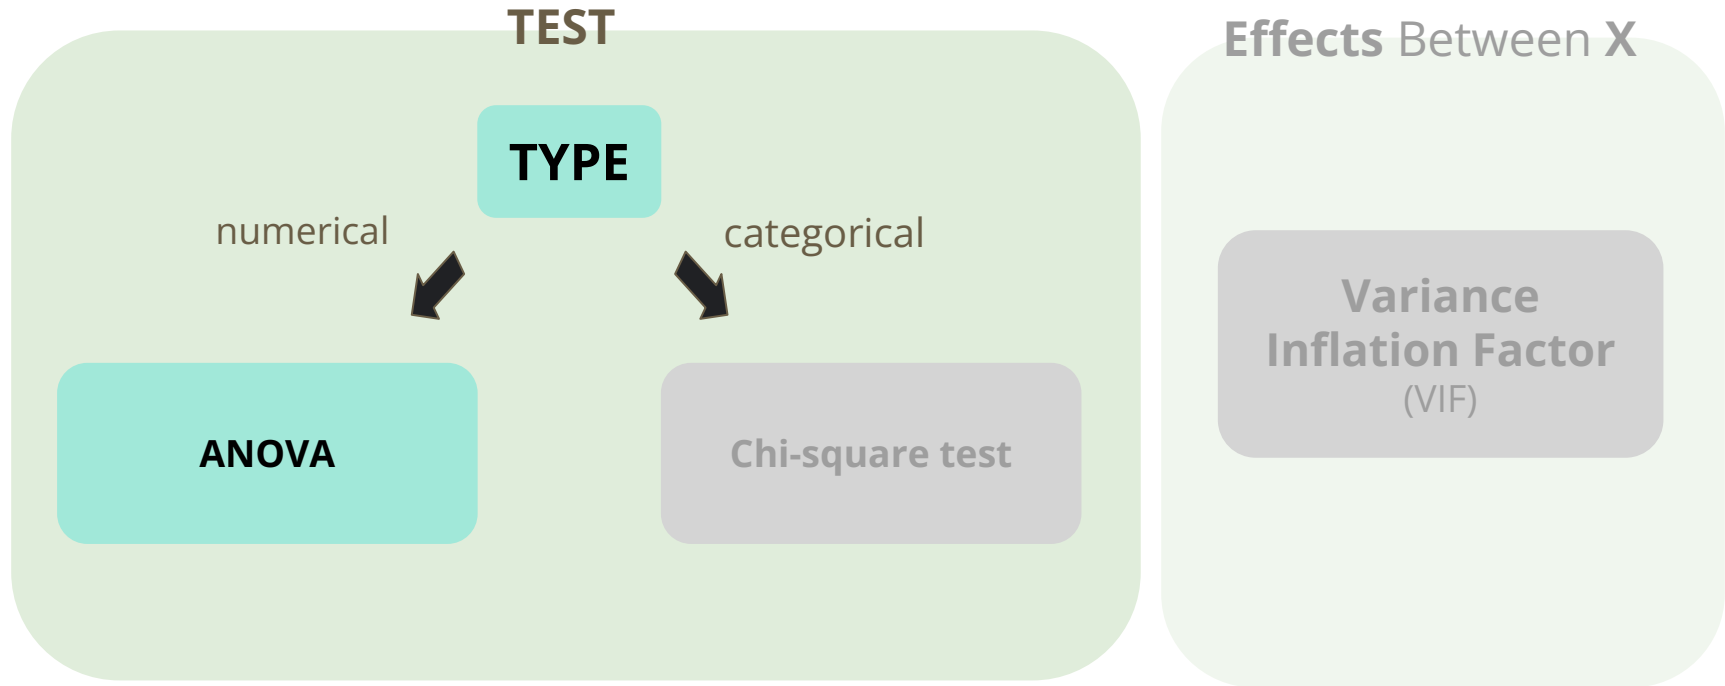 TEST
TYPE
numerical
categorical
ANOVA
Chi-square test
Effects Between X
Variance
Inflation Factor
(VIF)